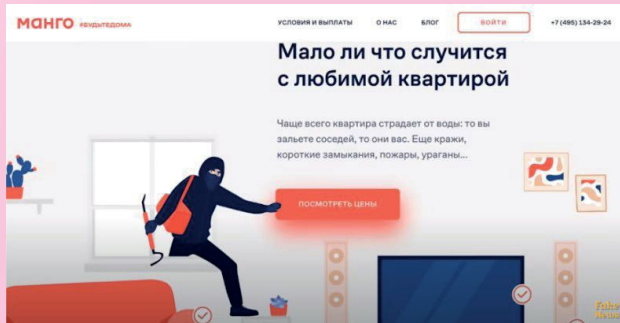 МАНГО #БУДЬТЕДОМА
УСЛОВИЯ И ВЫПЛАТЫ О НАС БЛОГ ВОЙТИ +7 (495) 134-29-24
Мало ли что случится
с любимой квартирой
Чаще всего квартира страдает от воды: то вы
зальете соседей, то они вас. Еще кражи,
короткие замыкания, пожары, ураганы...
ПОСМОТРЕТЬ ЦЕНЫ
Fake
News